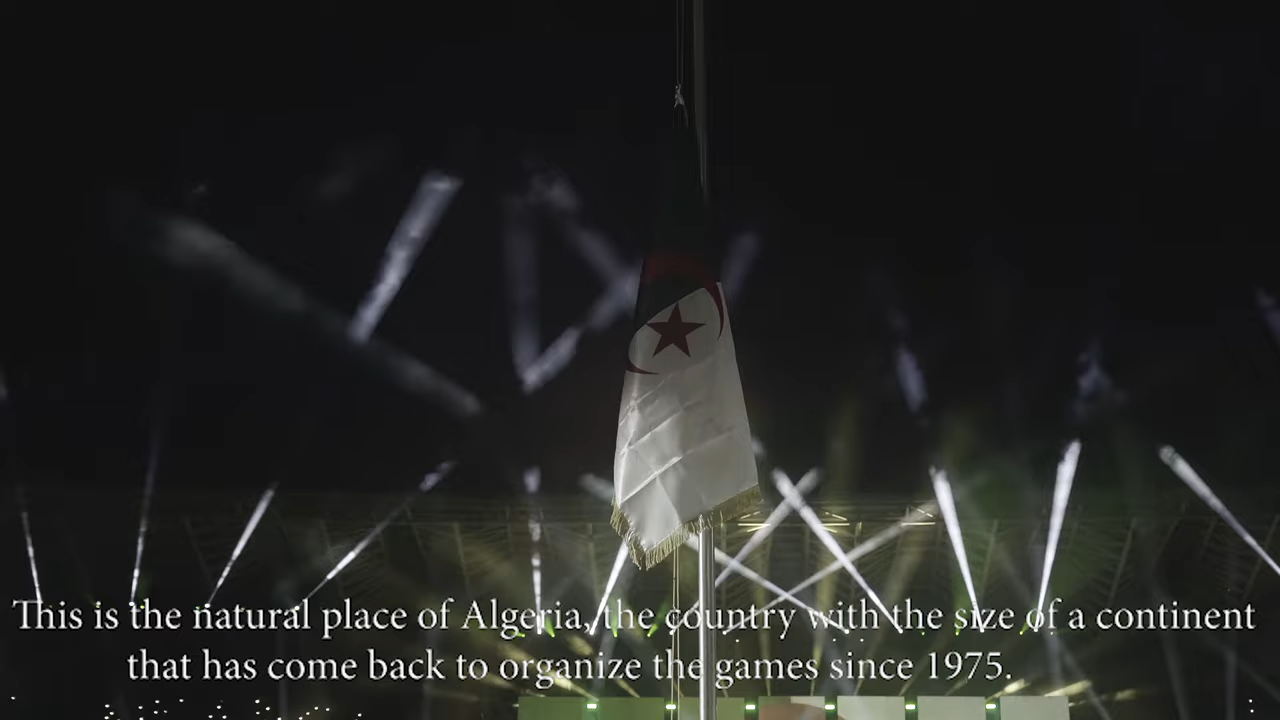 This is the natural place of Algeria, the country with the size of a continent
that has come back to organize the games since 1975.